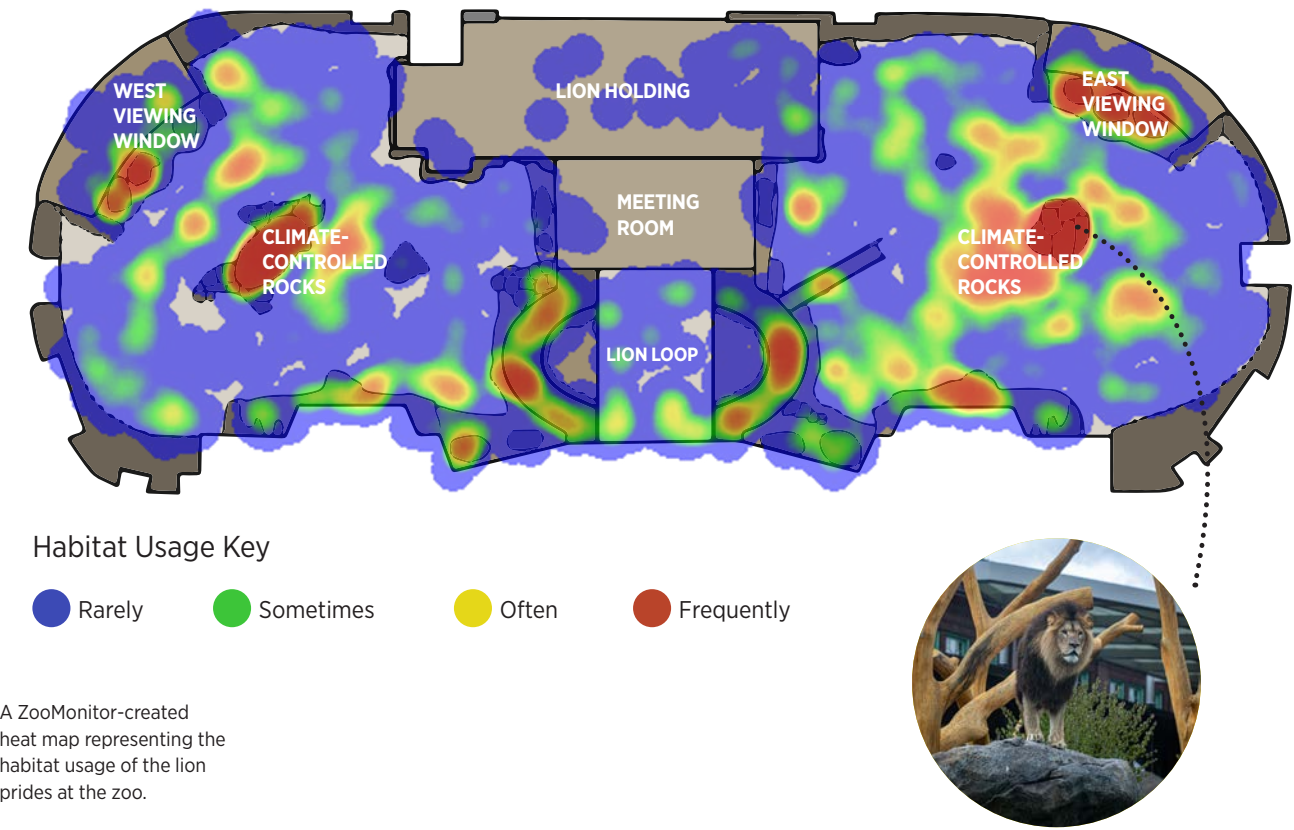 WEST
VIEWING
WINDOW
LION HOLDING
EAST
VIEWING
WINDOW
MEETING
ROOM
CLIMATE-
CONTROLLED
ROCKS
CLIMATE-
CONTROLLED
ROCKS
LION LOOP
Habitat Usage Key
Rarely
Sometimes
Often
Frequently
A ZooMonitor-created
heat map representing the
habitat usage of the lion
prides at the zoo.